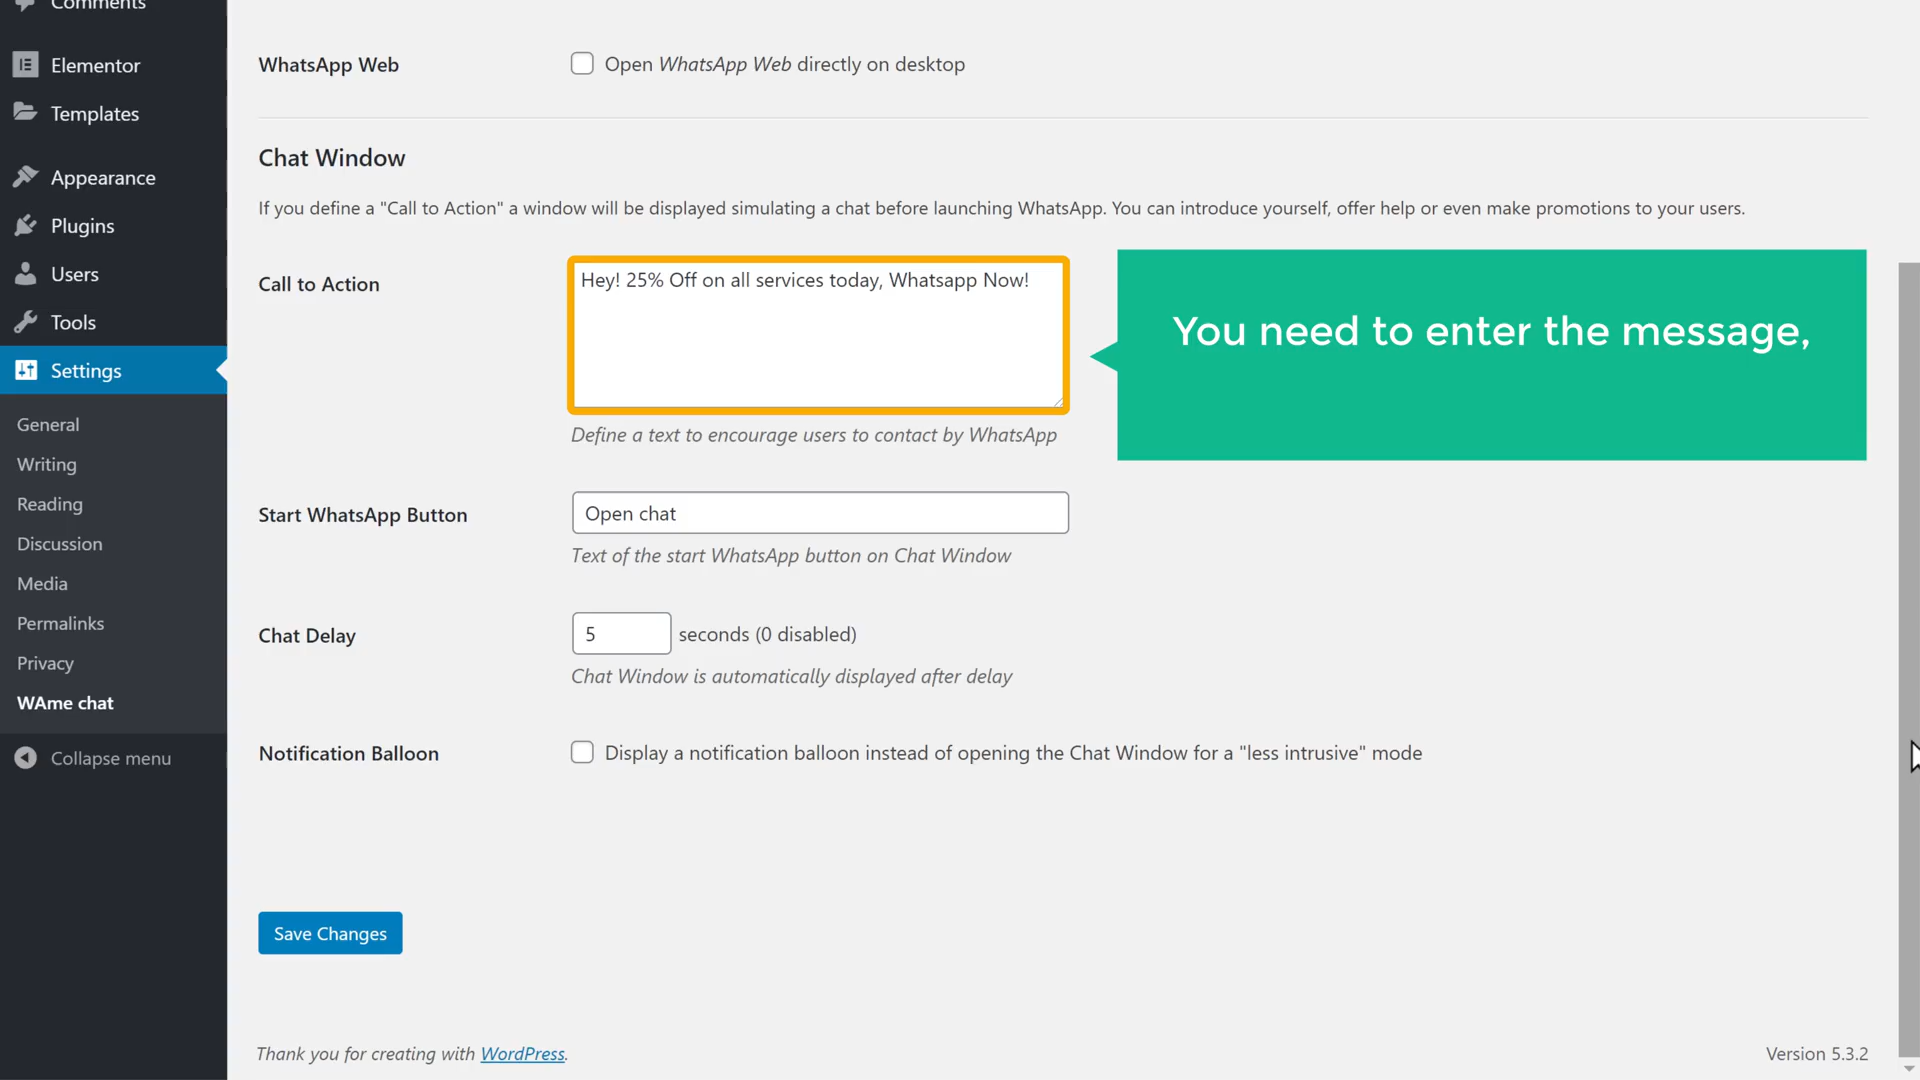 Comments
Elementor
Templates
Appearance
Plugins
Users
Tools
Settings
General
Writing
Reading
Discussion
Media
Permalinks
Privacy
WAme chat
Collapse menu
WhatsApp Web
Open WhatsApp Web directly on desktop
Chat Window
If you define a "Call to Action" a window will be displayed simulating a chat before launching WhatsApp. You can introduce yourself, offer help or even make promotions to your users.
Call to Action
Hey! 25% Off on all services today, Whatsapp Now!
Define a text to encourage users to contact by WhatsApp
You need to enter the message,
Start WhatsApp Button
Open chat
Text of the start WhatsApp button on Chat Window
Chat Delay
5 seconds (0 disabled)
Chat Window is automatically displayed after delay
Notification Balloon
Display a notification balloon instead of opening the Chat Window for a "less intrusive" mode
Save Changes
Thank you for creating with WordPress.
Version 5.3.2